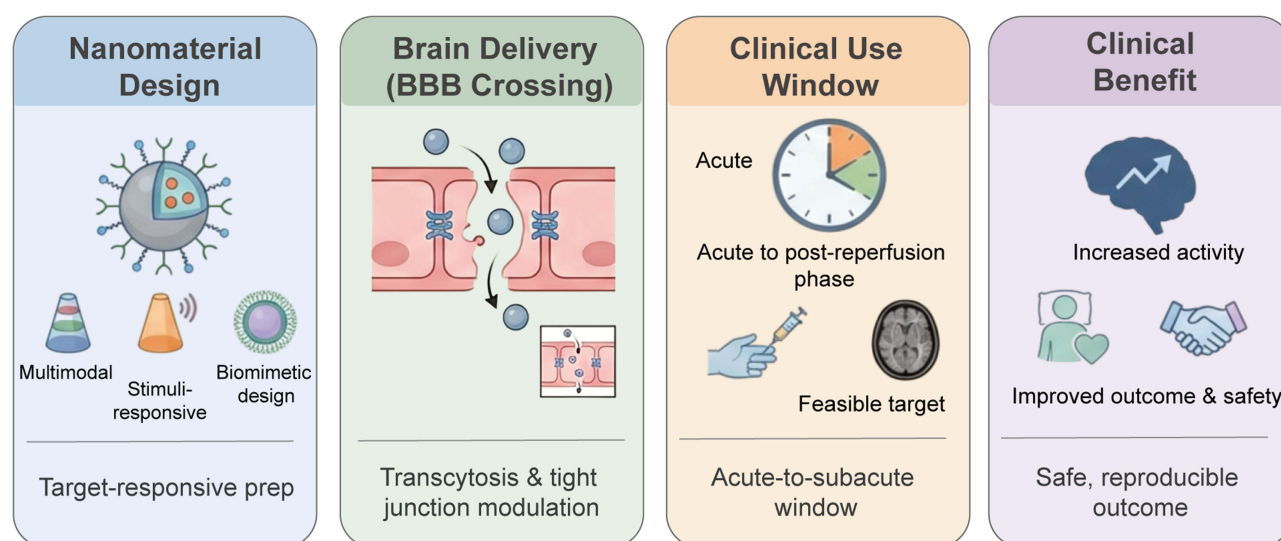 Nanomaterial
Design
Multimodal
Stimuli-
responsive
Biomimetic
design
Target-responsive prep
Brain Delivery
(BBB Crossing)
Transcytosis & tight
junction modulation
Clinical Use
Window
Acute
Acute to post-reperfusion
phase
Feasible target
Acute-to-subacute
window
Clinical
Benefit
Increased activity
Improved outcome & safety
Safe, reproducible
outcome